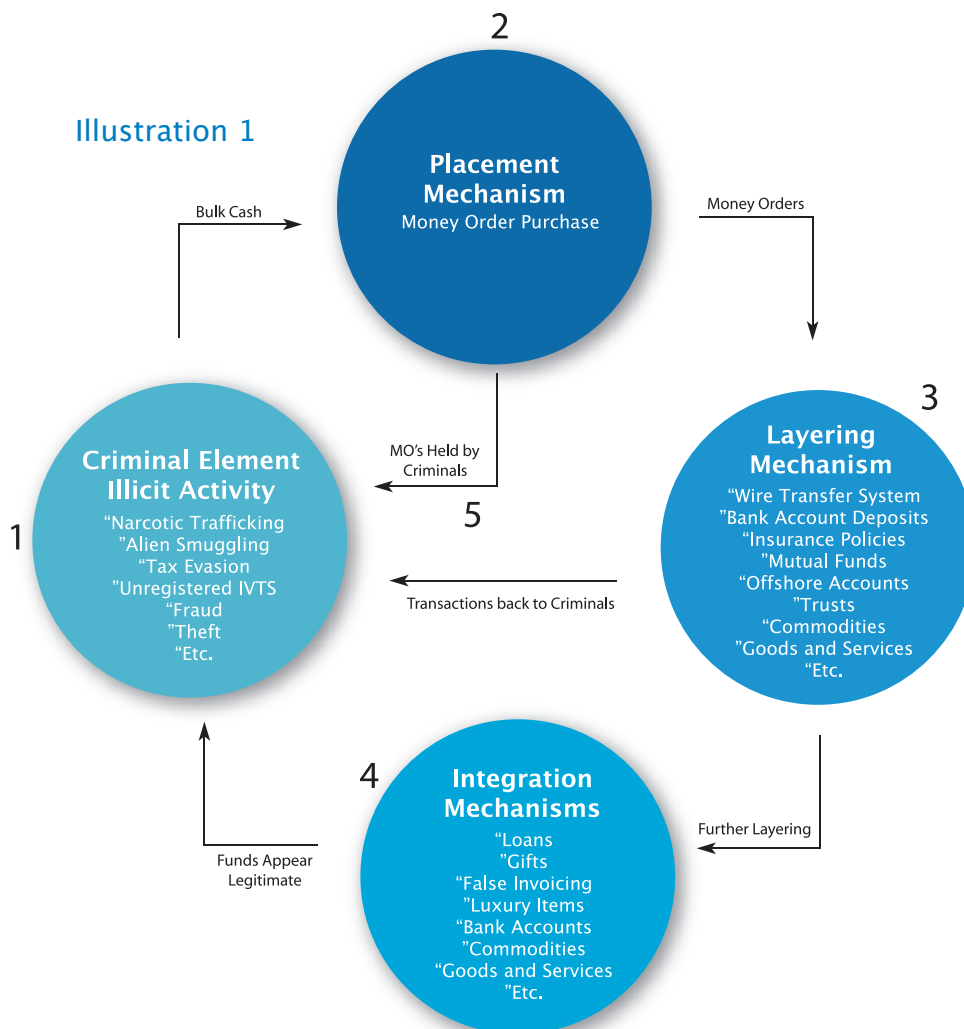 2
Illustration 1
Placement
Mechanism
Money Order Purchase
Bulk Cash
Money Orders
3
Criminal Element
Illicit Activity
“Narcotic Trafficking
”Alien Smuggling
“Tax Evasion
”Unregistered IVTS
“Fraud
”Theft
“Etc.
1
MO's Held by
Criminals
5
Transactions back to Criminals
Layering
Mechanism
“Wire Transfer System
”Bank Account Deposits
“Insurance Policies
”Mutual Funds
“Offshore Accounts
”Trusts
“Commodities
”Goods and Services
“Etc.
4
Integration
Mechanisms
“Loans
”Gifts
“False Invoicing
”Luxury Items
“Bank Accounts
”Commodities
“Goods and Services
”Etc.
Further Layering
Funds Appear
Legitimate